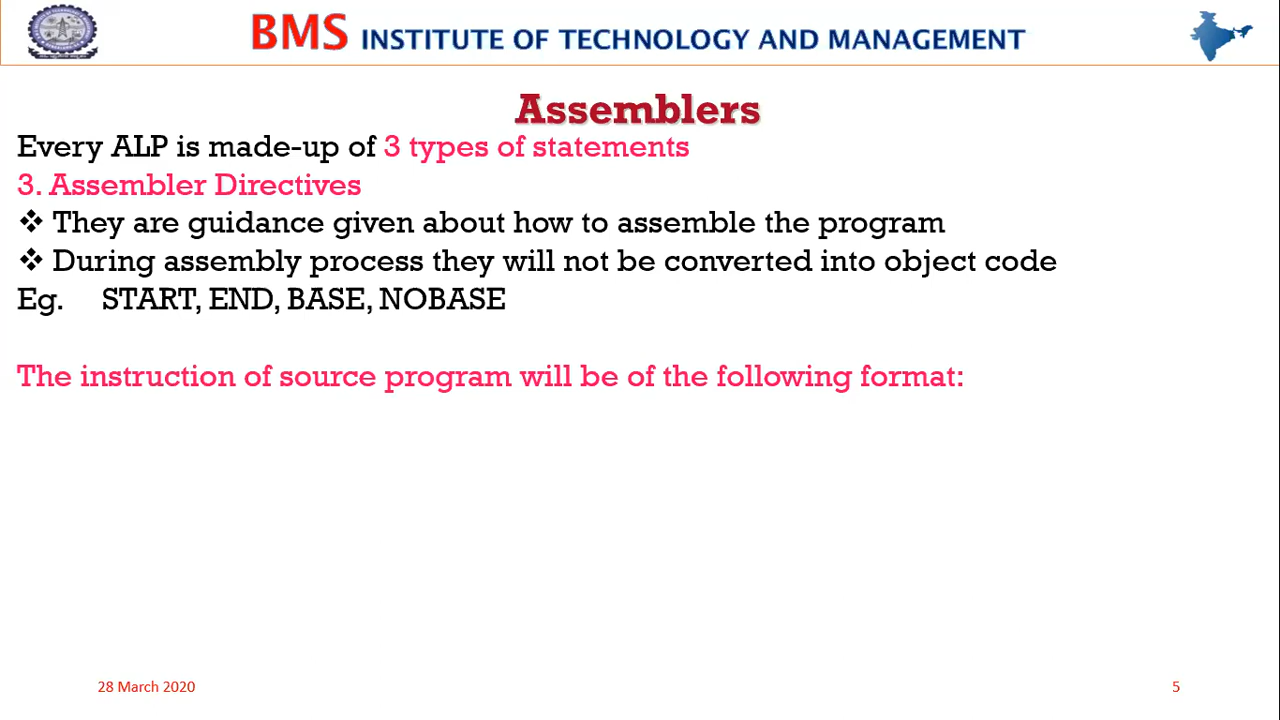 BMS INSTITUTE OF TECHNOLOGY AND MANAGEMENT
Assemblers
Every ALP is made-up of 3 types of statements
3. Assembler Directives
❖ They are guidance given about how to assemble the program
❖ During assembly process they will not be converted into object code
Eg. START, END, BASE, NOBASE
The instruction of source program will be of the following format:
28 March 2020
5